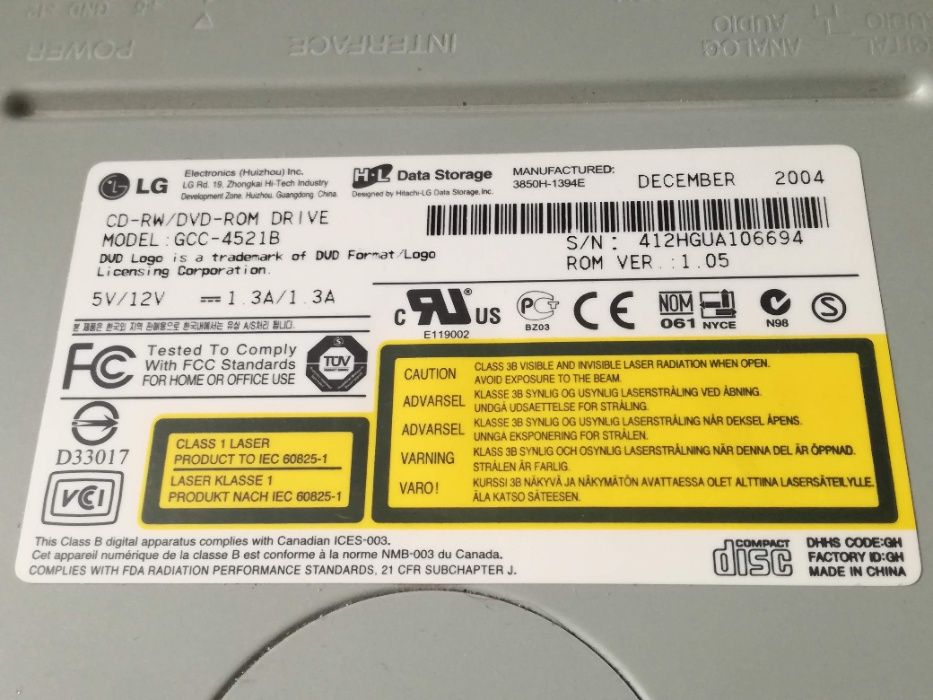 POWER
INTERFACE
ANALOG
AUDIO
LG
Electronics (Huizhou) Inc.
LG Rd. 19. Zhongkai Hi-Tech Industry
Development Zone. Huizhou. Guangdong. China.
H·L Data Storage
Designed by Hitachi-LG Data Storage, Inc.
MANUFACTURED:
3850H-1394E
DECEMBER 2004
CD-RW/DVD-ROM DRIVE
MODEL:GCC-4521B
DVD Logo is a trademark of DVD Format/Logo
Licensing Corporation.
S/N: 412HGUA106694
ROM VER.:1.05
5V/12V 1.3A/1.3A
C RU US
E119002
PCT
BZ03
CE
NOM
061
NYCE
N98
S
FC
Tested To Comply
With FCC Standards
FOR HOME OR OFFICE USE
TÜV
D33017
VCI
CLASS 1 LASER
PRODUCT TO IEC 60825-1
LASER KLASSE 1
PRODUKT NACH IEC 60825-1
CAUTION CLASS 3B VISIBLE AND INVISIBLE LASER RADIATION WHEN OPEN.
AVOID EXPOSURE TO THE BEAM.
ADVARSEL KLASSE 3B SYNLIG OG USYNLIG LASERSTRÅLING VED ÅBNING.
UNDGÅ UDSAETTELSE FOR STRÅLING.
ADVARSEL KLASSE 3B SYNLIG OG USYNLIG LASERSTRÅLING NÅR DEKSEL ÅPENS.
UNNGA EKSPONERING FOR STRÅLEN.
VARNING KLASS 3B SYNLIG OCH OSYNLIG LASERSTRÅLNING NÄR DENNA DEL ÄR ÖPPNAD.
STRÅLEN ÄR FARLIG.
VARO! KURSSI 3B NÄKYVÄ JA NÄKYMÄTÖN AVATTAESSA OLET ALTTIINA LASERSÄTEILYLLE.
ÄLA KATSO SÄTEESEN.
This Class B digital apparatus complies with Canadian ICES-003.
Cet appareil numérique de la classe B est conforme à la norme NMB-003 du Canada.
COMPLIES WITH FDA RADIATION PERFORMANCE STANDARDS, 21 CFR SUBCHAPTER J.
COMPACT
disc
DHHS CODE:GH
FACTORY ID:GH
MADE IN CHINA